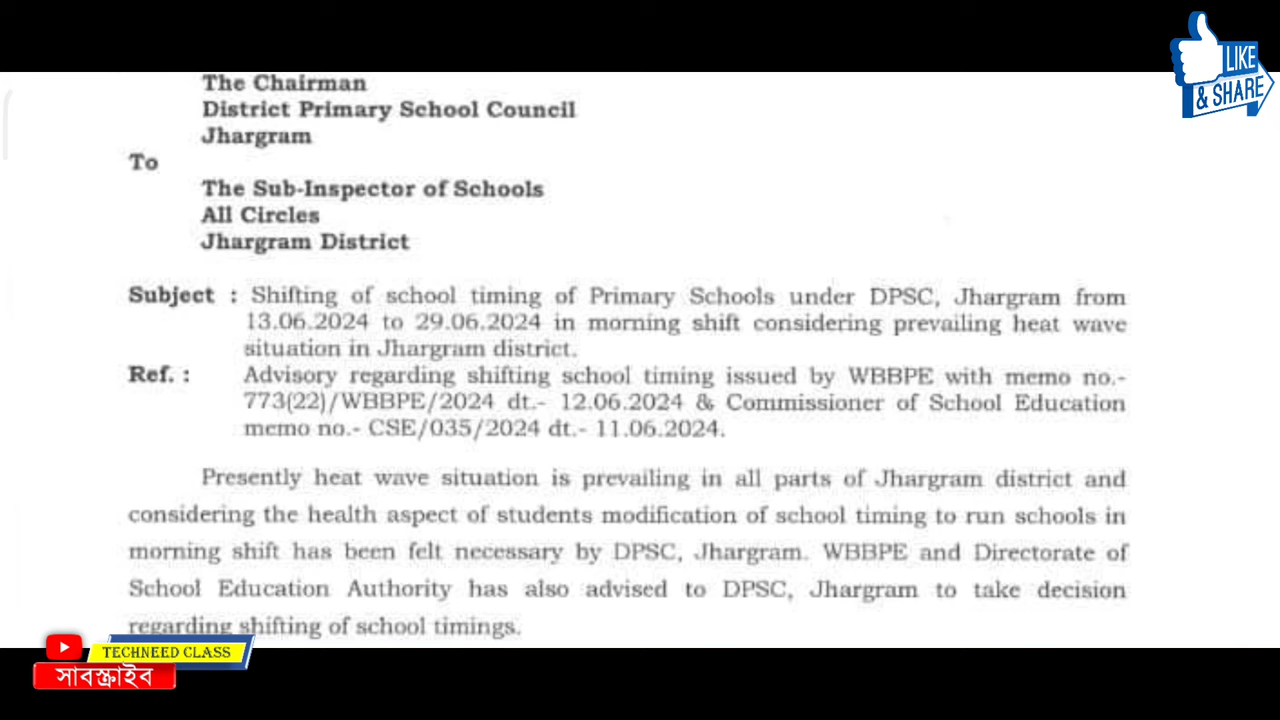 LIKE
& SHARE
The Chairman
District Primary School Council
Jhargram
To
The Sub-Inspector of Schools
All Circles
Jhargram District
Subject : Shifting of school timing of Primary Schools under DPSC, Jhargram from
13.06.2024 to 29.06.2024 in morning shift considering prevailing heat wave
situation in Jhargram district.
Ref. : Advisory regarding shifting school timing issued by WBBPE with memo no.-
773(22)/WBBPE/2024 dt.- 12.06.2024 & Commissioner of School Education
memo no.- CSE/035/2024 dt.- 11.06.2024.
Presently heat wave situation is prevailing in all parts of Jhargram district and
considering the health aspect of students modification of school timing to run schools in
morning shift has been felt necessary by DPSC, Jhargram. WBBPE and Directorate of
School Education Authority has also advised to DPSC, Jhargram to take decision
regarding shifting of school timings.
TECHNEED CLASS
সাবস্ক্রাইব